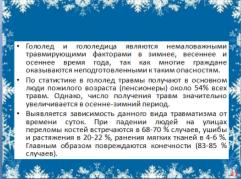 Гололед и гололедица являются немаловажными
травмирующими факторами в зимнее, весеннее и
осеннее время года, так как многие граждане
оказываются неподготовленными к таким опасностям.
По статистике в гололед травмы получают в основном
люди пожилого возраста (пенсионеры) около 54% всех
травм. Однако, число получения травм значительно
увеличивается в осенне-зимний период.
Выявляется зависимость данного вида травматизма от
времени суток. При падении людей на улицах
переломы костей встречаются в 68-70 % случаев, ушибы
и растяжения в 20-22 %, ранения мягких тканей в 4-6 %.
Главным образом повреждаются конечности (83-85 %
случаев).